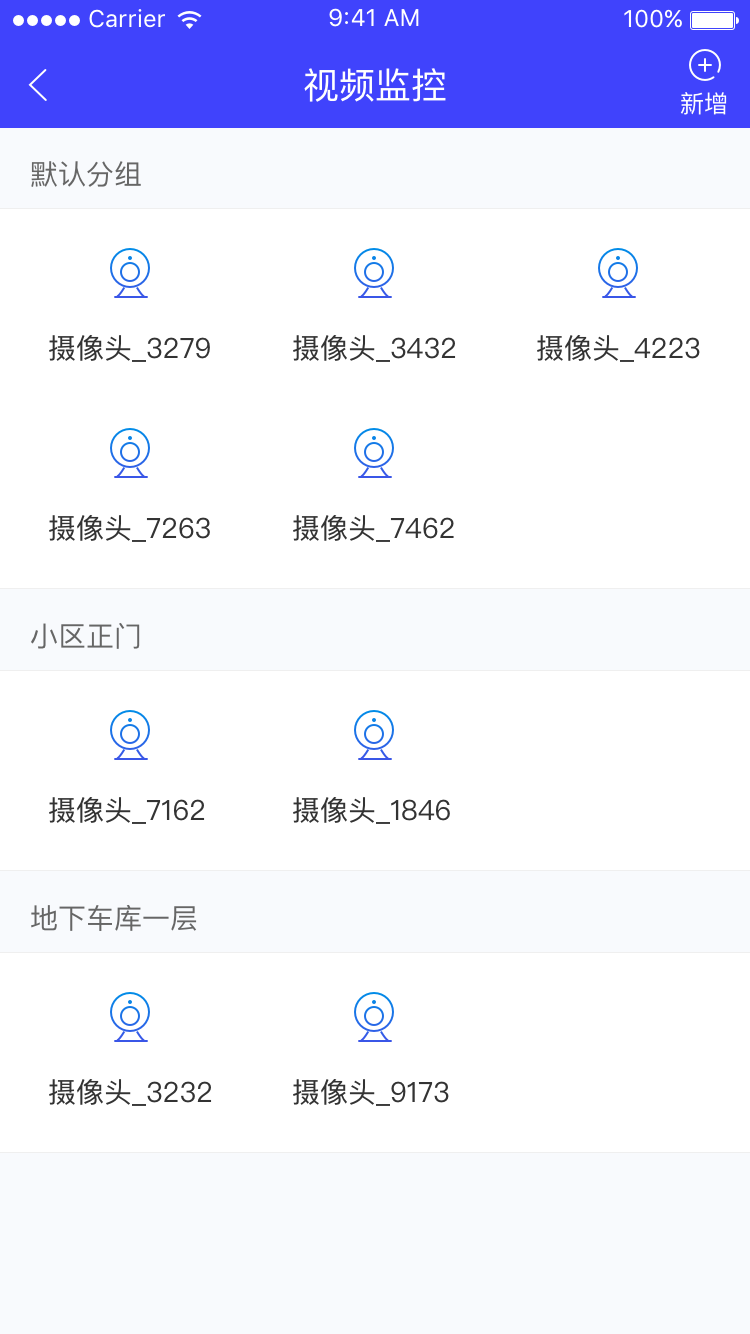 Carrier 9:41 AM 100%
视频监控
新增
默认分组
摄像头_3279 摄像头_3432 摄像头_4223
摄像头_7263 摄像头_7462
小区正门
摄像头_7162 摄像头_1846
地下车库一层
摄像头_3232 摄像头_9173